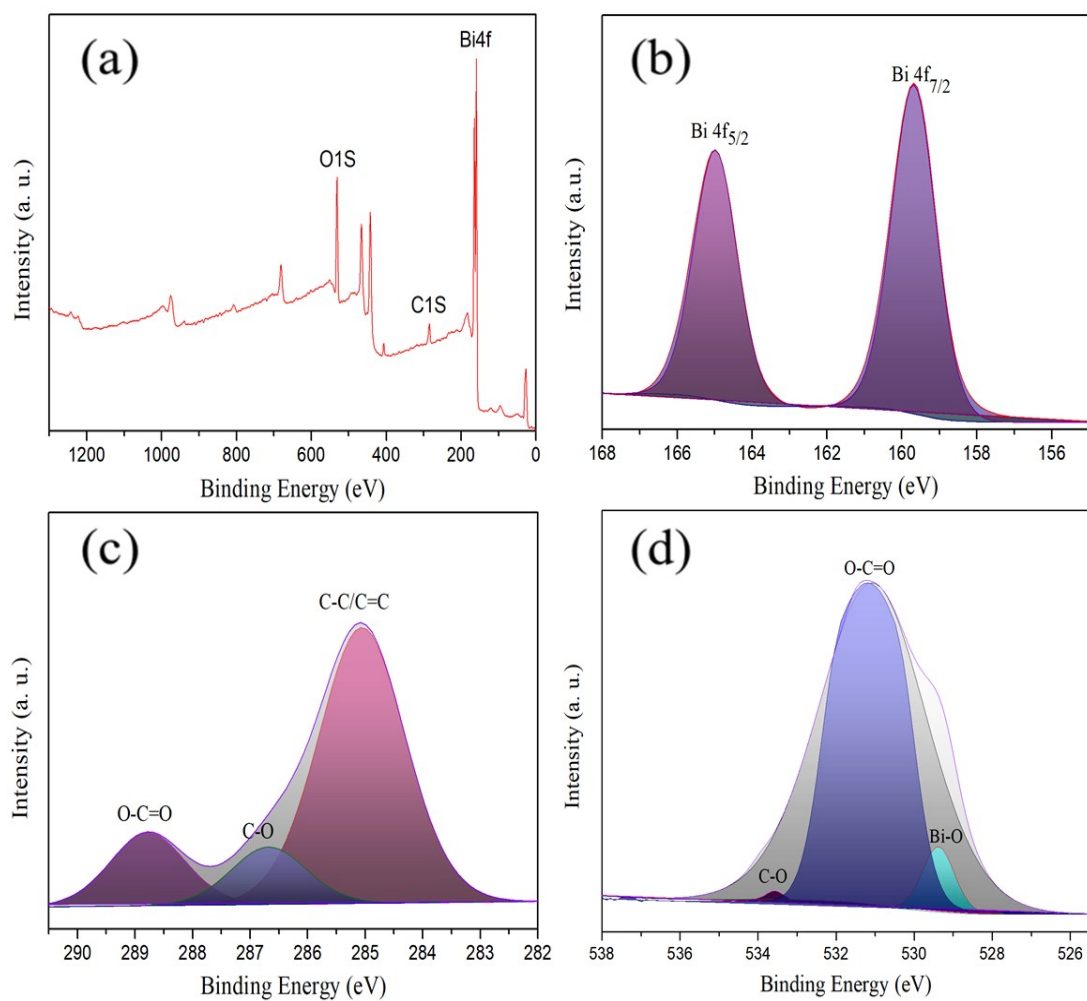 (a)
Bi4f
O1S
C1S
Intensity (a. u.)
1200 1000 800 600 400 200 0
Binding Energy (eV)
(b)
Bi 4f7/2
Bi 4f5/2
Intensity (a.u.)
168 166 164 162 160 158 156
Binding Energy (eV)
(c)
C-C/C=C
O-C=O
C-O
Intensity (a. u.)
290 289 288 287 286 285 284 283 282
Binding Energy (eV)
(d)
O-C=O
Bi-O
C-O
Intensity (a. u.)
538 536 534 532 530 528 526
Binding Energy (eV)